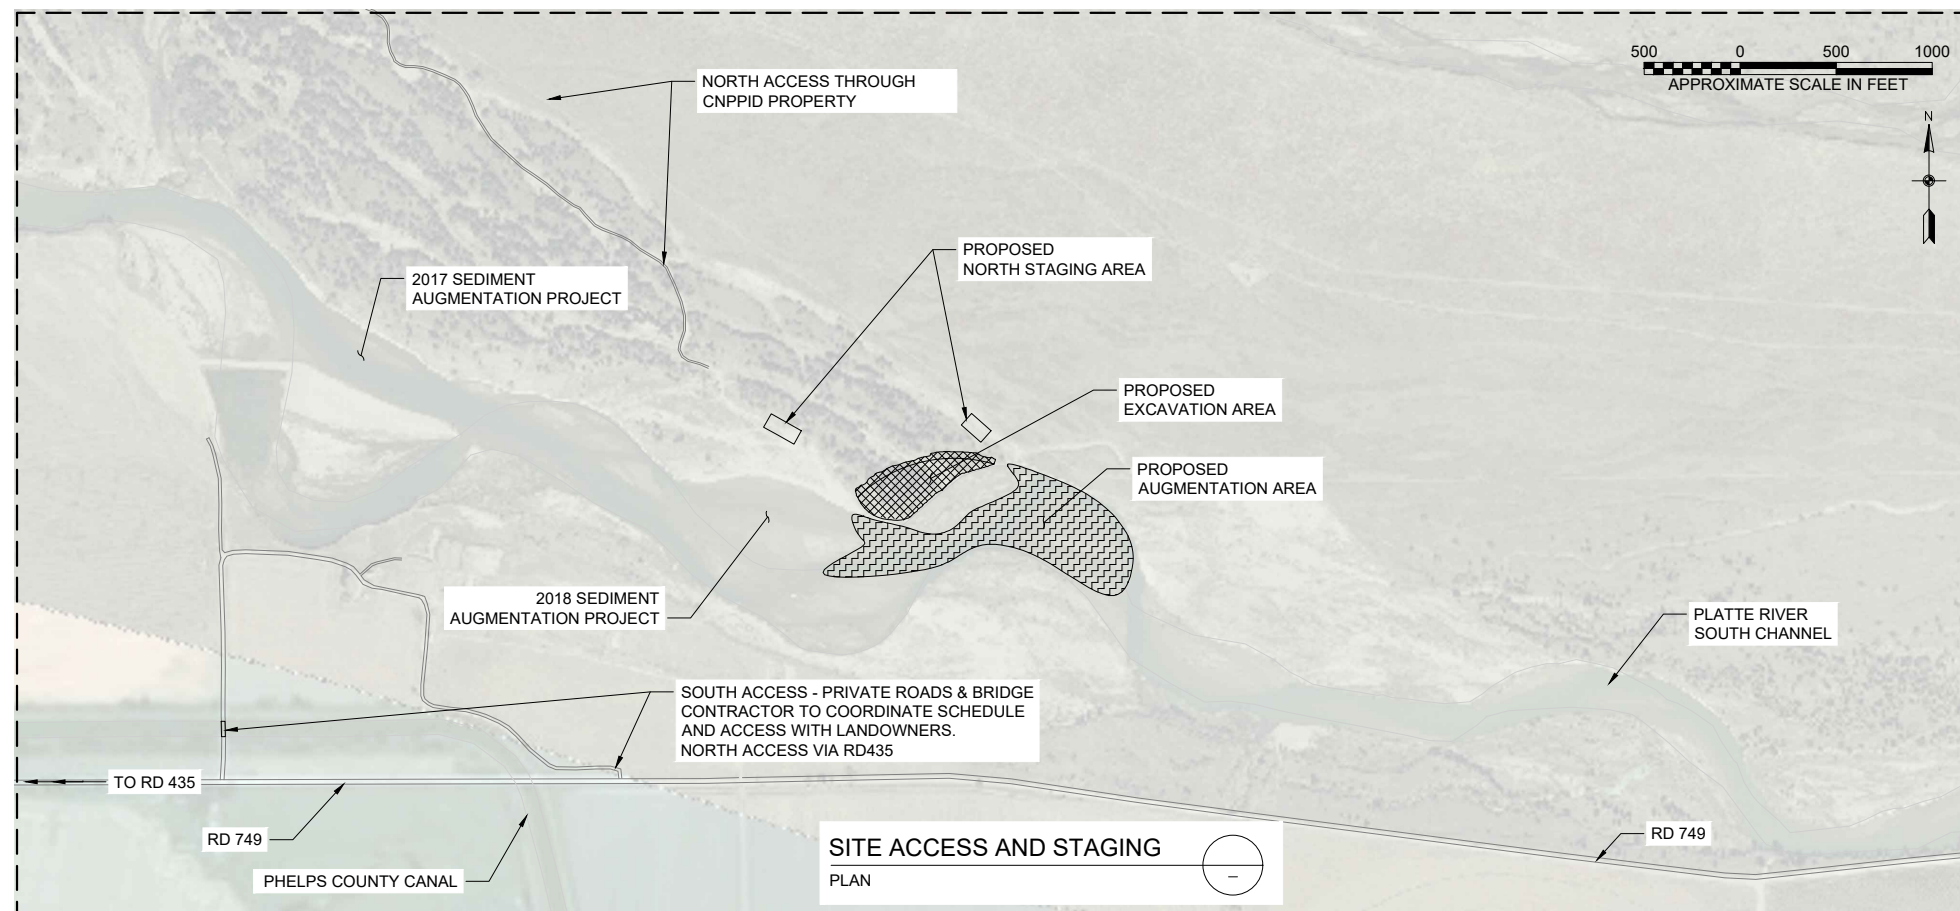 500 0 500 1000
APPROXIMATE SCALE IN FEET
N
NORTH ACCESS THROUGH
CNPPID PROPERTY
PROPOSED
NORTH STAGING AREA
2017 SEDIMENT
AUGMENTATION PROJECT
PROPOSED
EXCAVATION AREA
PROPOSED
AUGMENTATION AREA
2018 SEDIMENT
AUGMENTATION PROJECT
PLATTE RIVER
SOUTH CHANNEL
SOUTH ACCESS - PRIVATE ROADS & BRIDGE
CONTRACTOR TO COORDINATE SCHEDULE
AND ACCESS WITH LANDOWNERS.
NORTH ACCESS VIA RD435
TO RD 435
RD 749
PHELPS COUNTY CANAL
RD 749
SITE ACCESS AND STAGING
PLAN
–